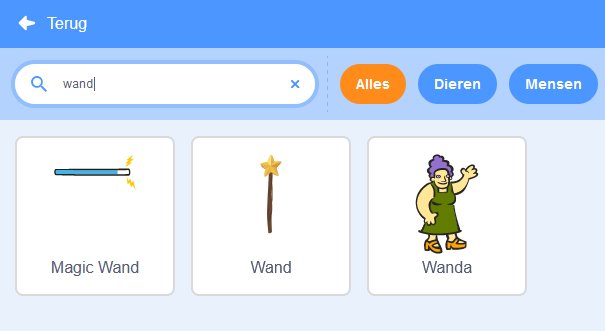 Terug
wand
Alles
Dieren
Mensen
Magic Wand
Wand
Wanda